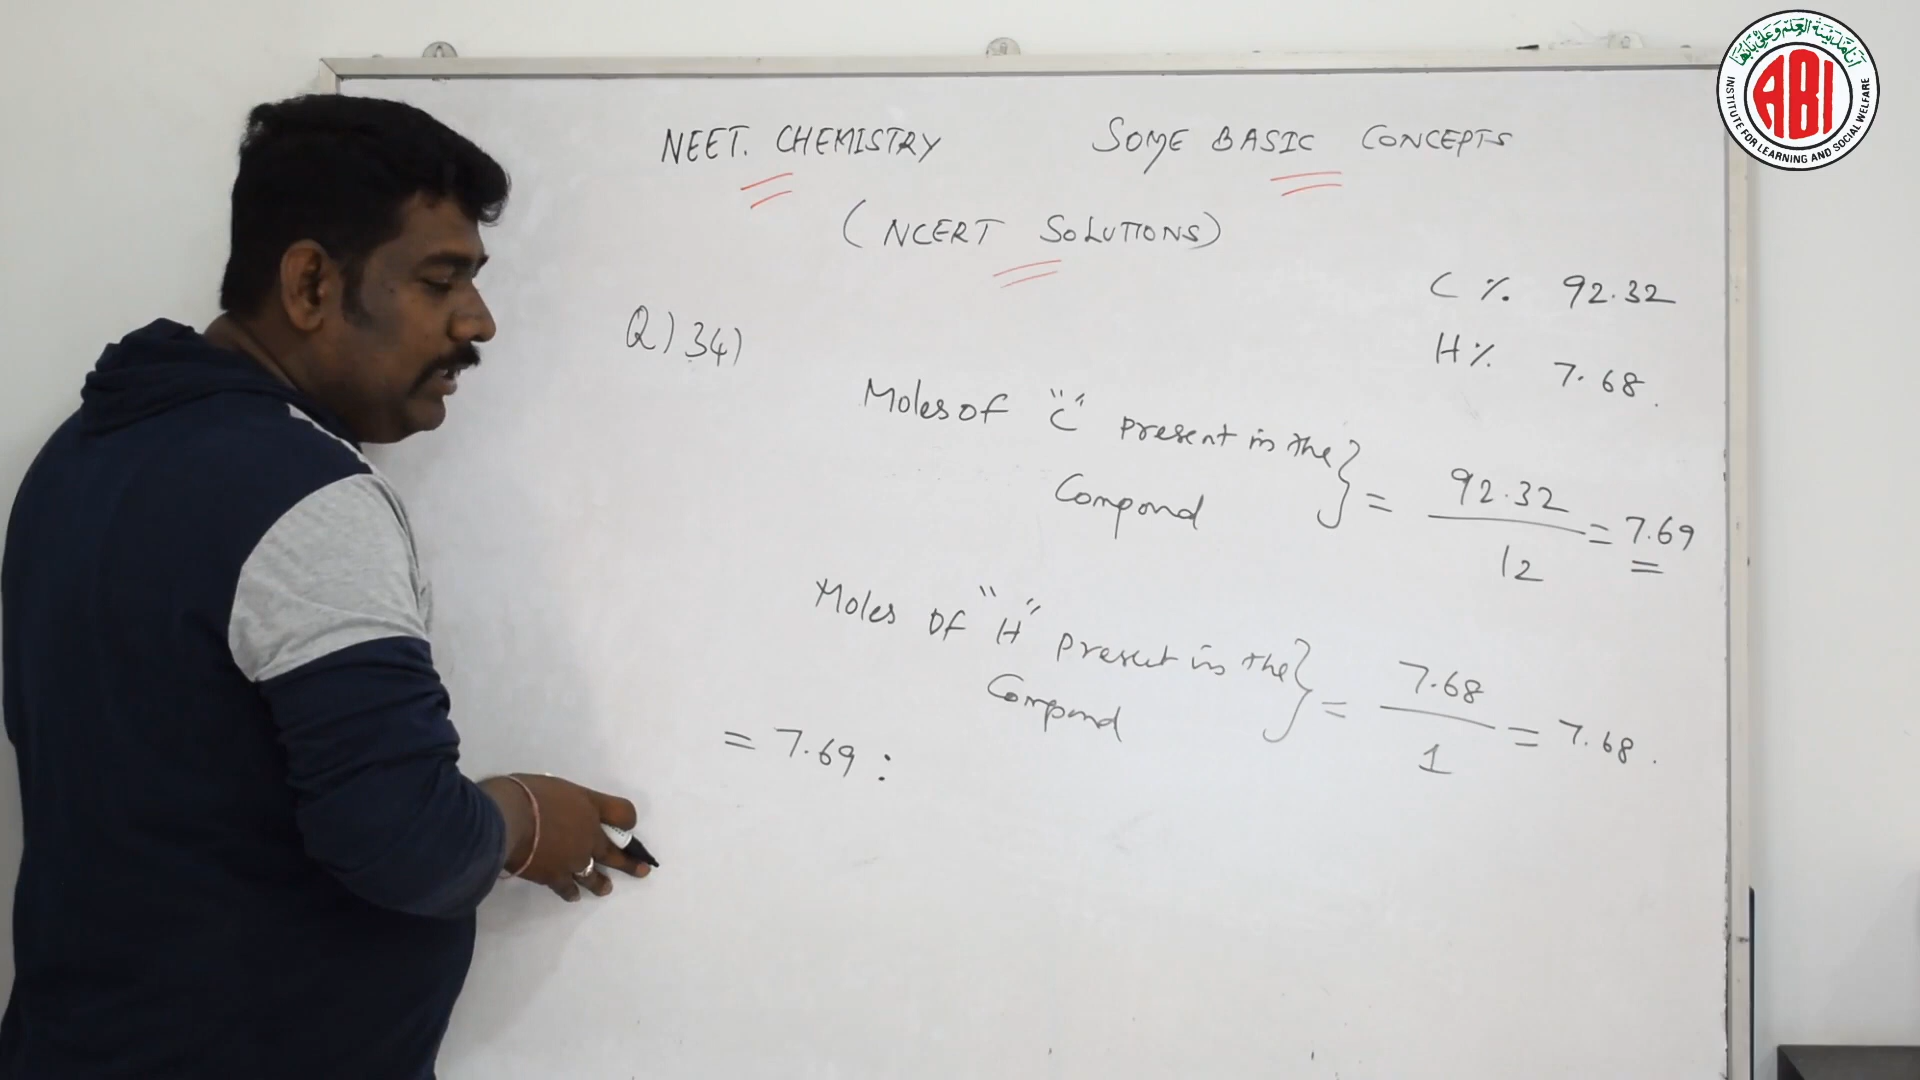 NEET. CHEMISTRY SOME BASIC CONCEPTS
(NCERT SOLUTIONS)
C % 92.32
H % 7.68.
Q) 34)
Moles of "C" present in the
Compond } = 92.32 / 12 = 7.69
Moles of "H" present in the
Compond } = 7.68 / 1 = 7.68.
= 7.69 :
ABI
INSTITUTE FOR LEARNING AND SOCIAL WELFARE